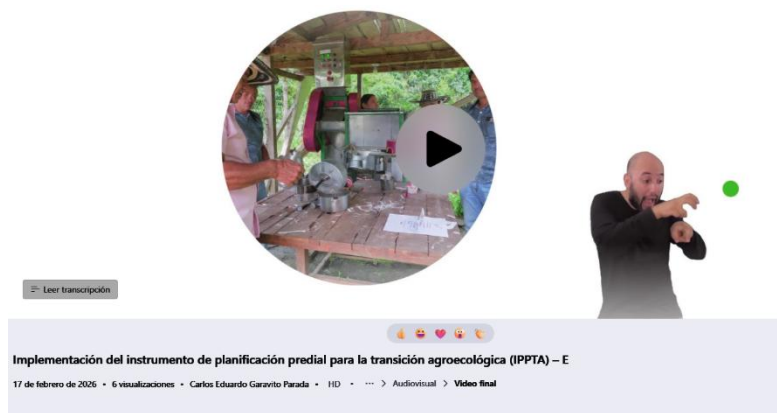 Leer transcripción
Implementación del instrumento de planificación predial para la transición agroecológica (IPPTA) – E
17 de febrero de 2026 • 6 visualizaciones • Carlos Eduardo Garavito Parada • HD • ··· > Audiovisual > Video final